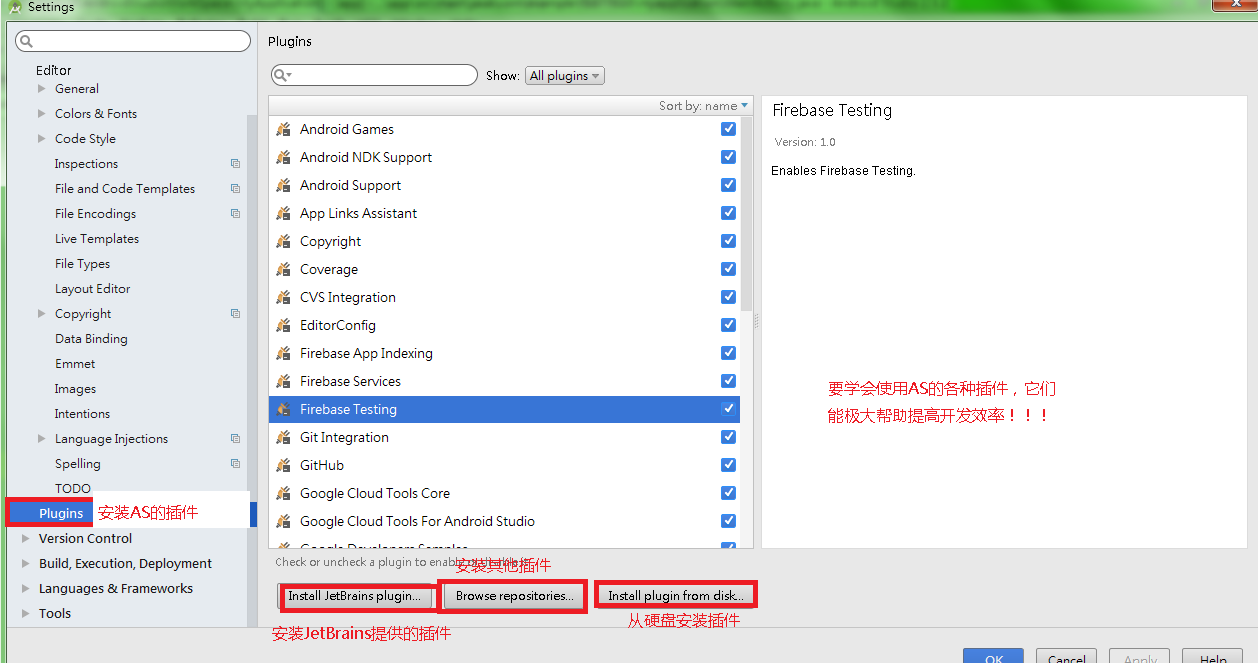 Settings
Editor
General
Colors & Fonts
Code Style
Inspections
File and Code Templates
File Encodings
Live Templates
File Types
Layout Editor
Copyright
Data Binding
Emmet
Images
Intentions
Language Injections
Spelling
TODO
Plugins 安装AS的插件
Version Control
Build, Execution, Deployment
Languages & Frameworks
Tools
Plugins
Show: All plugins
Sort by: name
Android Games
Android NDK Support
Android Support
App Links Assistant
Copyright
Coverage
CVS Integration
EditorConfig
Firebase App Indexing
Firebase Services
Firebase Testing
Git Integration
GitHub
Google Cloud Tools Core
Google Cloud Tools For Android Studio
Google Developers Samples
Check or uncheck a plugin to enable
安装其他插件
Install JetBrains plugin... Browse repositories... Install plugin from disk...
安装JetBrains提供的插件
从硬盘安装插件
Firebase Testing
Version: 1.0
Enables Firebase Testing.
要学会使用AS的各种插件，它们
能极大帮助提高开发效率！！！
OK Cancel Apply Help